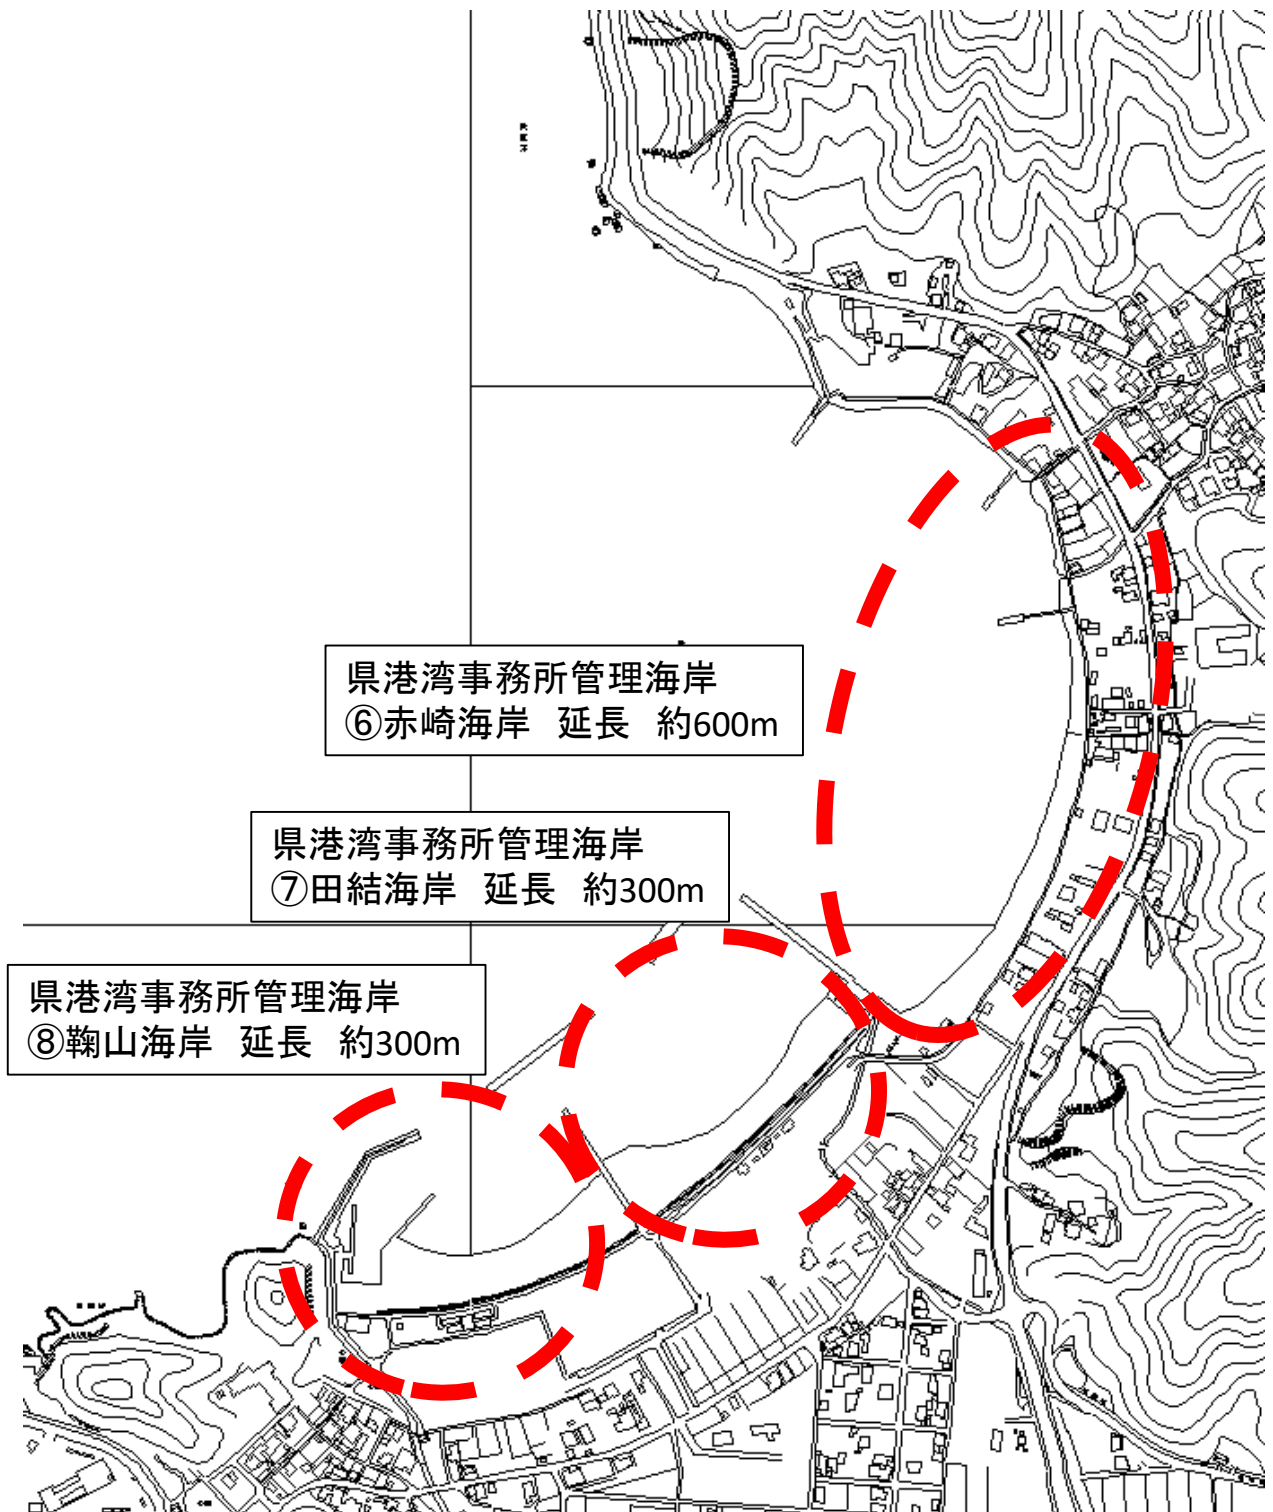 県港湾事務所管理海岸
⑥赤崎海岸 延長 約600m
県港湾事務所管理海岸
⑦田結海岸 延長 約300m
県港湾事務所管理海岸
⑧鞠山海岸 延長 約300m